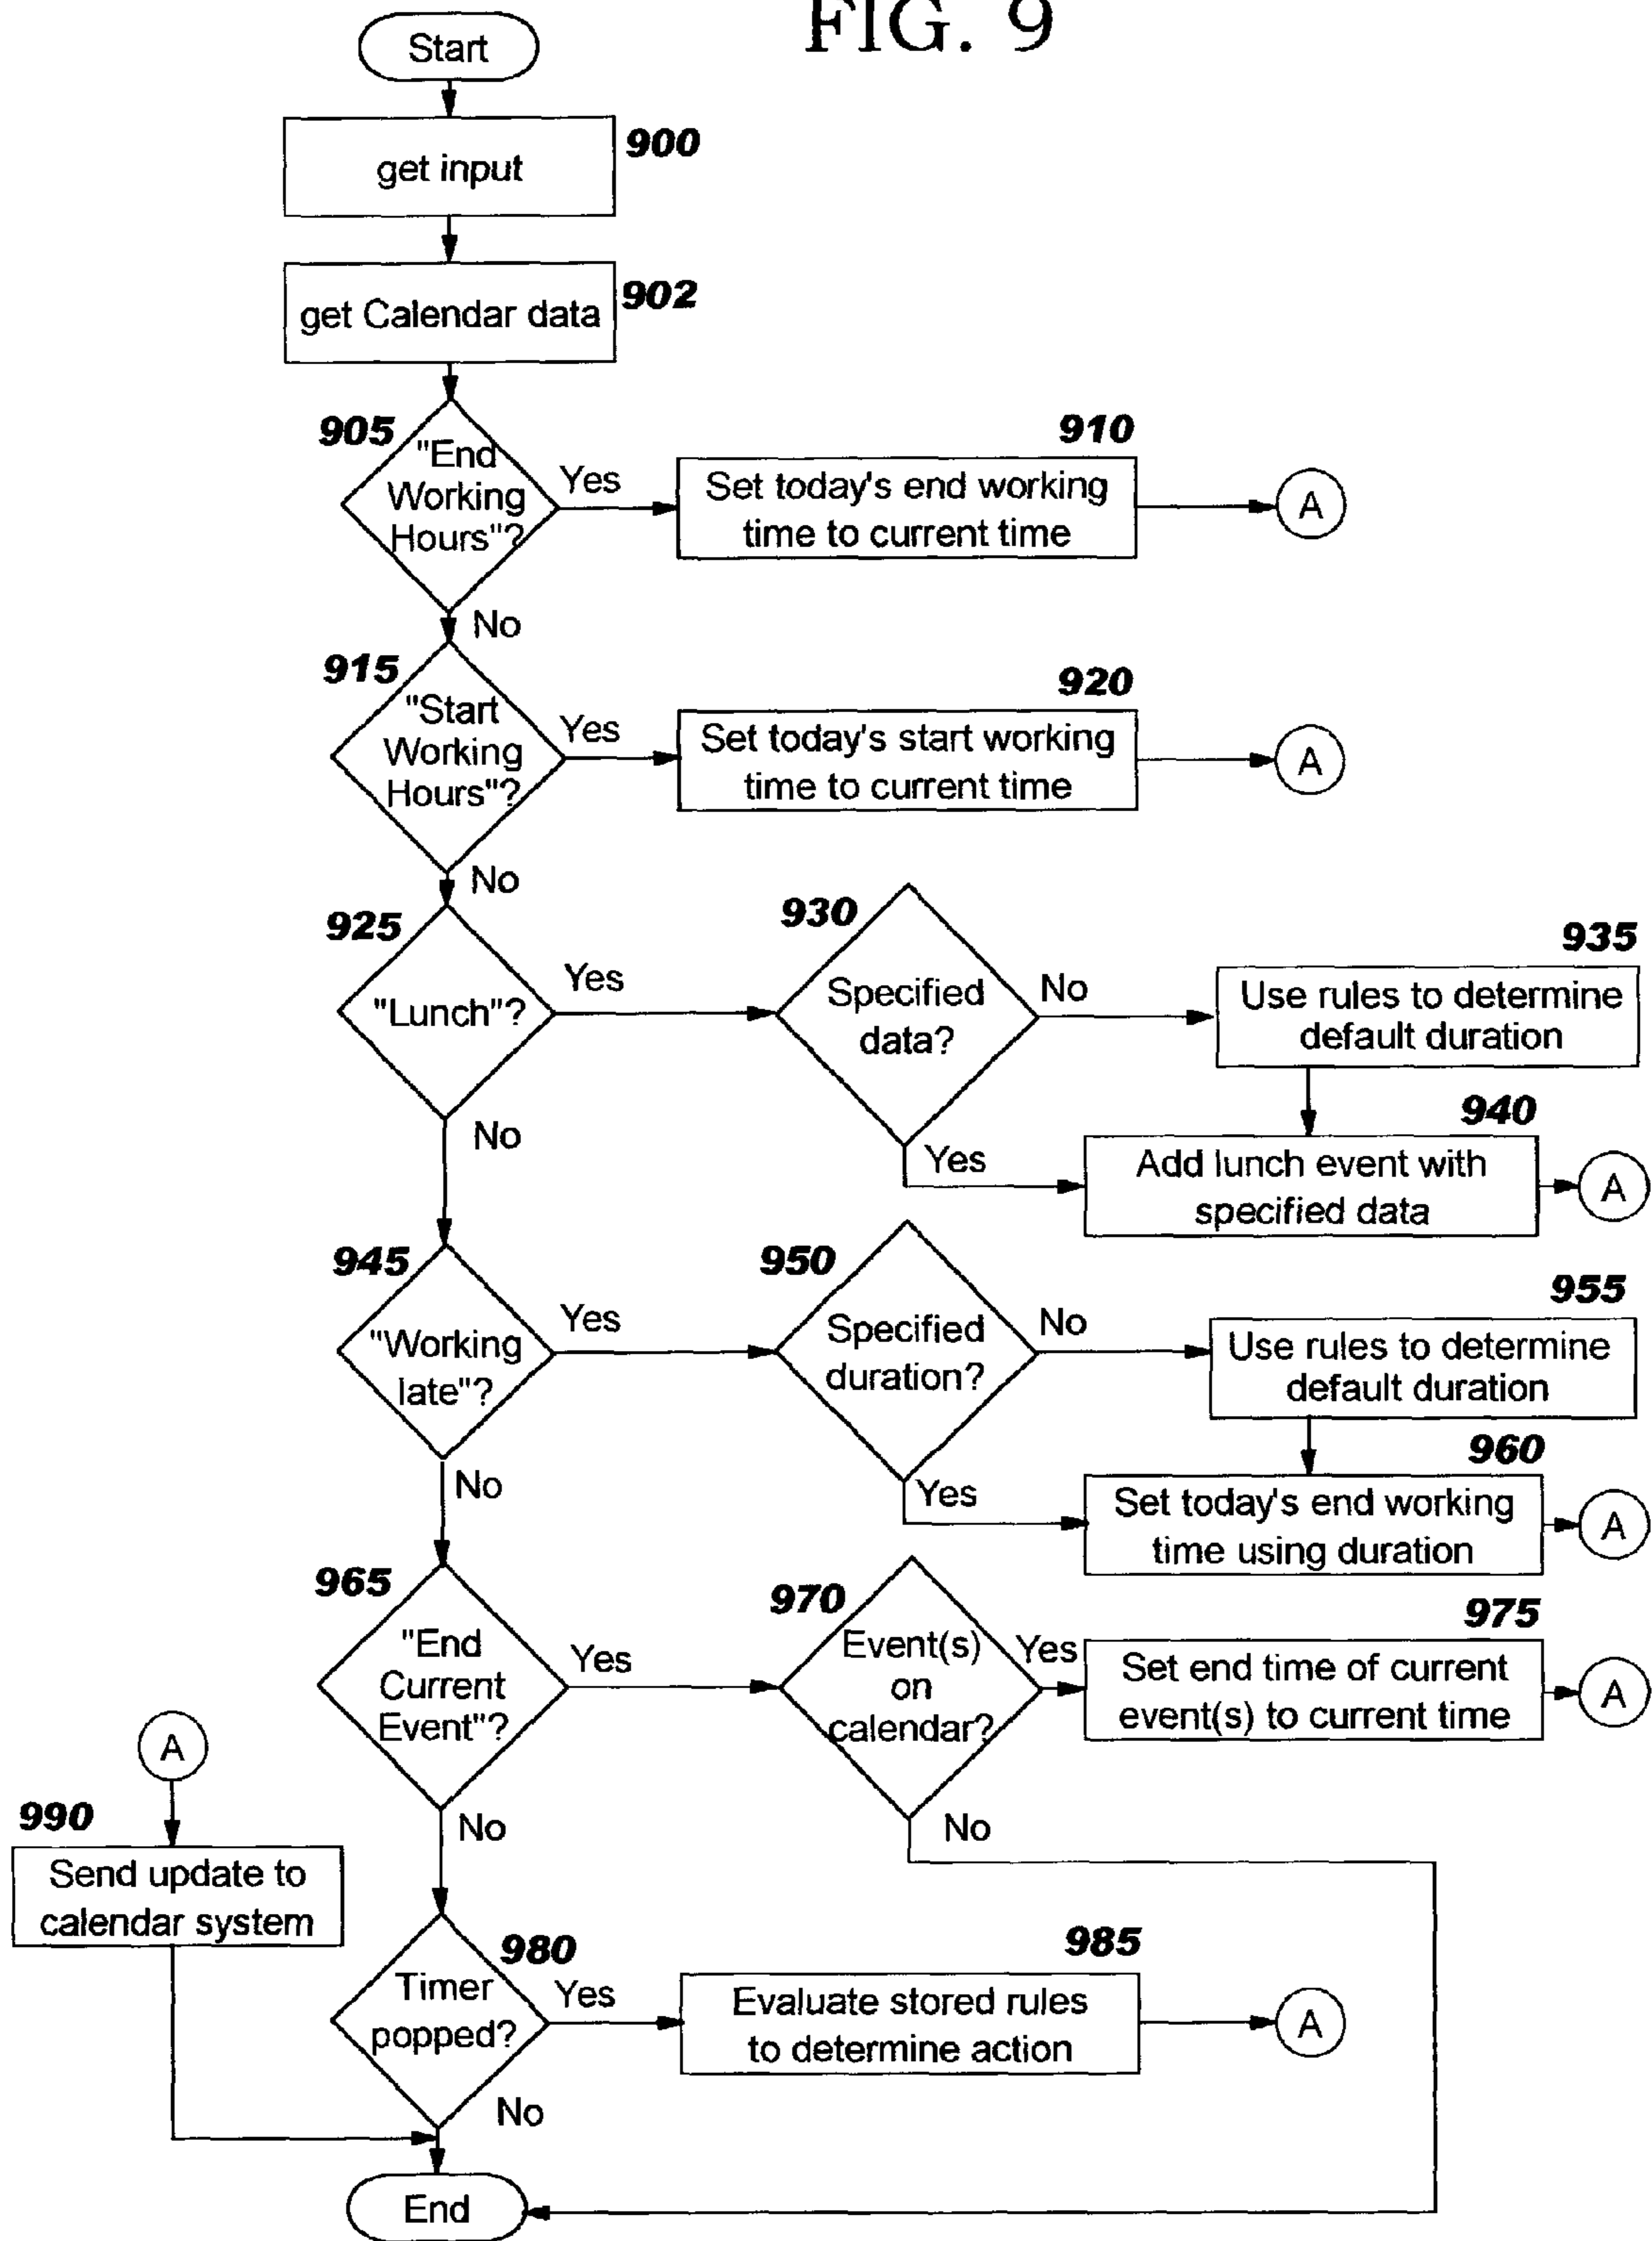 FIG. 9
Start
get input
900
get Calendar data
902
905
"End
Working
Hours"?
Yes
910
Set today's end working
time to current time
A
No
915
"Start
Working
Hours"?
Yes
920
Set today's start working
time to current time
A
No
925
"Lunch"?
Yes
930
Specified
data?
No
935
Use rules to determine
default duration
Yes
940
Add lunch event with
specified data
A
No
945
"Working
late"?
Yes
950
Specified
duration?
No
955
Use rules to determine
default duration
Yes
960
Set today's end working
time using duration
A
No
965
"End
Current
Event"?
Yes
970
Event(s)
on
calendar?
Yes
975
Set end time of current
event(s) to current time
A
No
No
A
990
Send update to
calendar system
980
Timer
popped?
Yes
985
Evaluate stored rules
to determine action
A
No
End